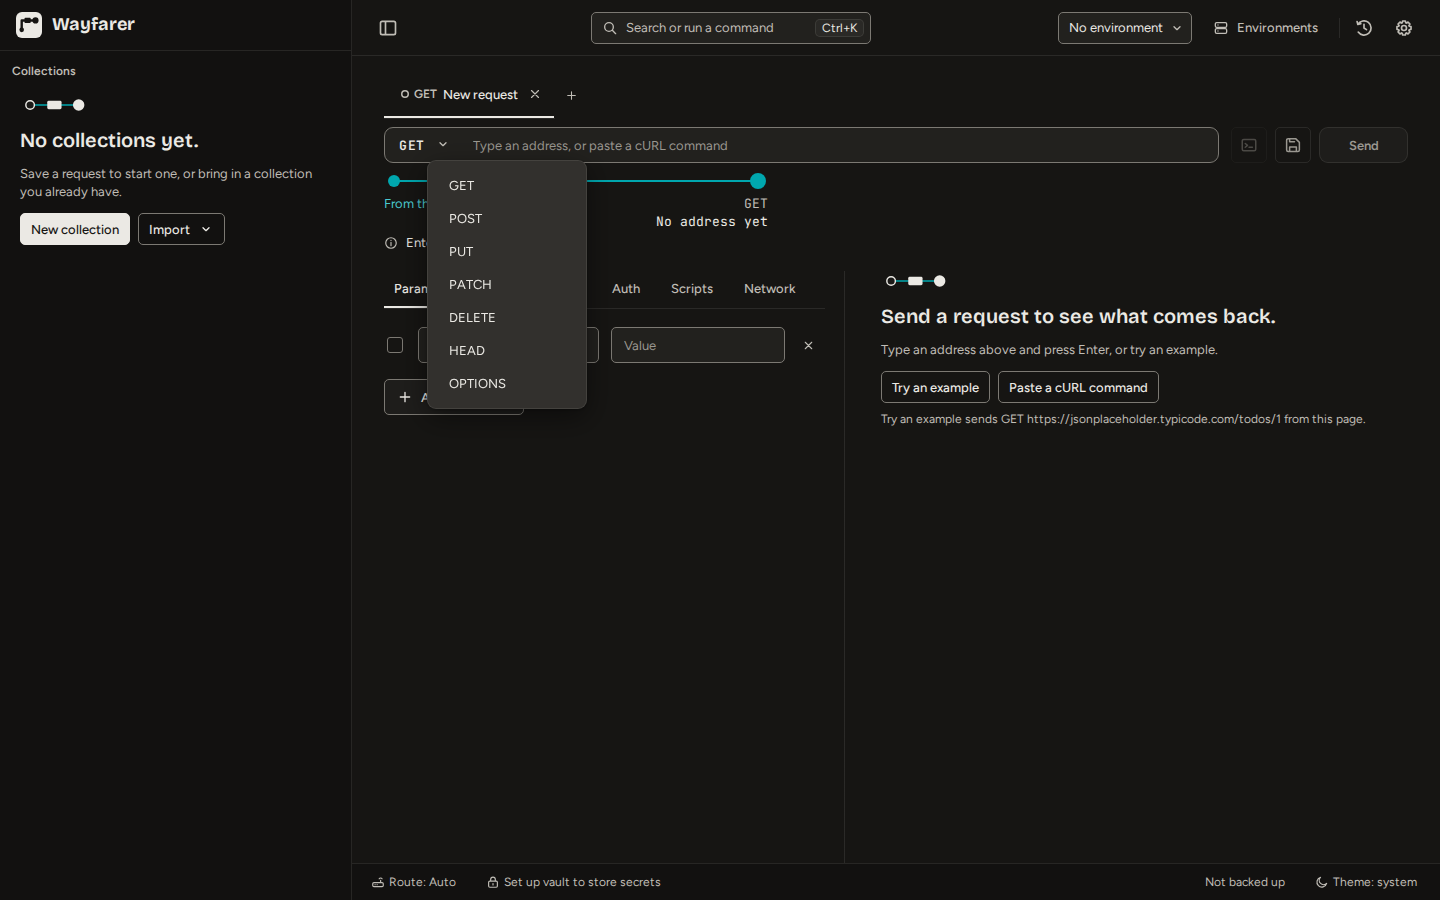 Wayfarer
Search or run a command Ctrl+K
No environment
Environments
Collections
No collections yet.
Save a request to start one, or bring in a collection
you already have.
New collection
Import
GET New request
GET
Type an address, or paste a cURL command
Send
GET
POST
PUT
PATCH
DELETE
HEAD
OPTIONS
GET
No address yet
Auth
Scripts
Network
Value
Send a request to see what comes back.
Type an address above and press Enter, or try an example.
Try an example
Paste a cURL command
Try an example sends GET https://jsonplaceholder.typicode.com/todos/1 from this page.
Route: Auto
Set up vault to store secrets
Not backed up
Theme: system